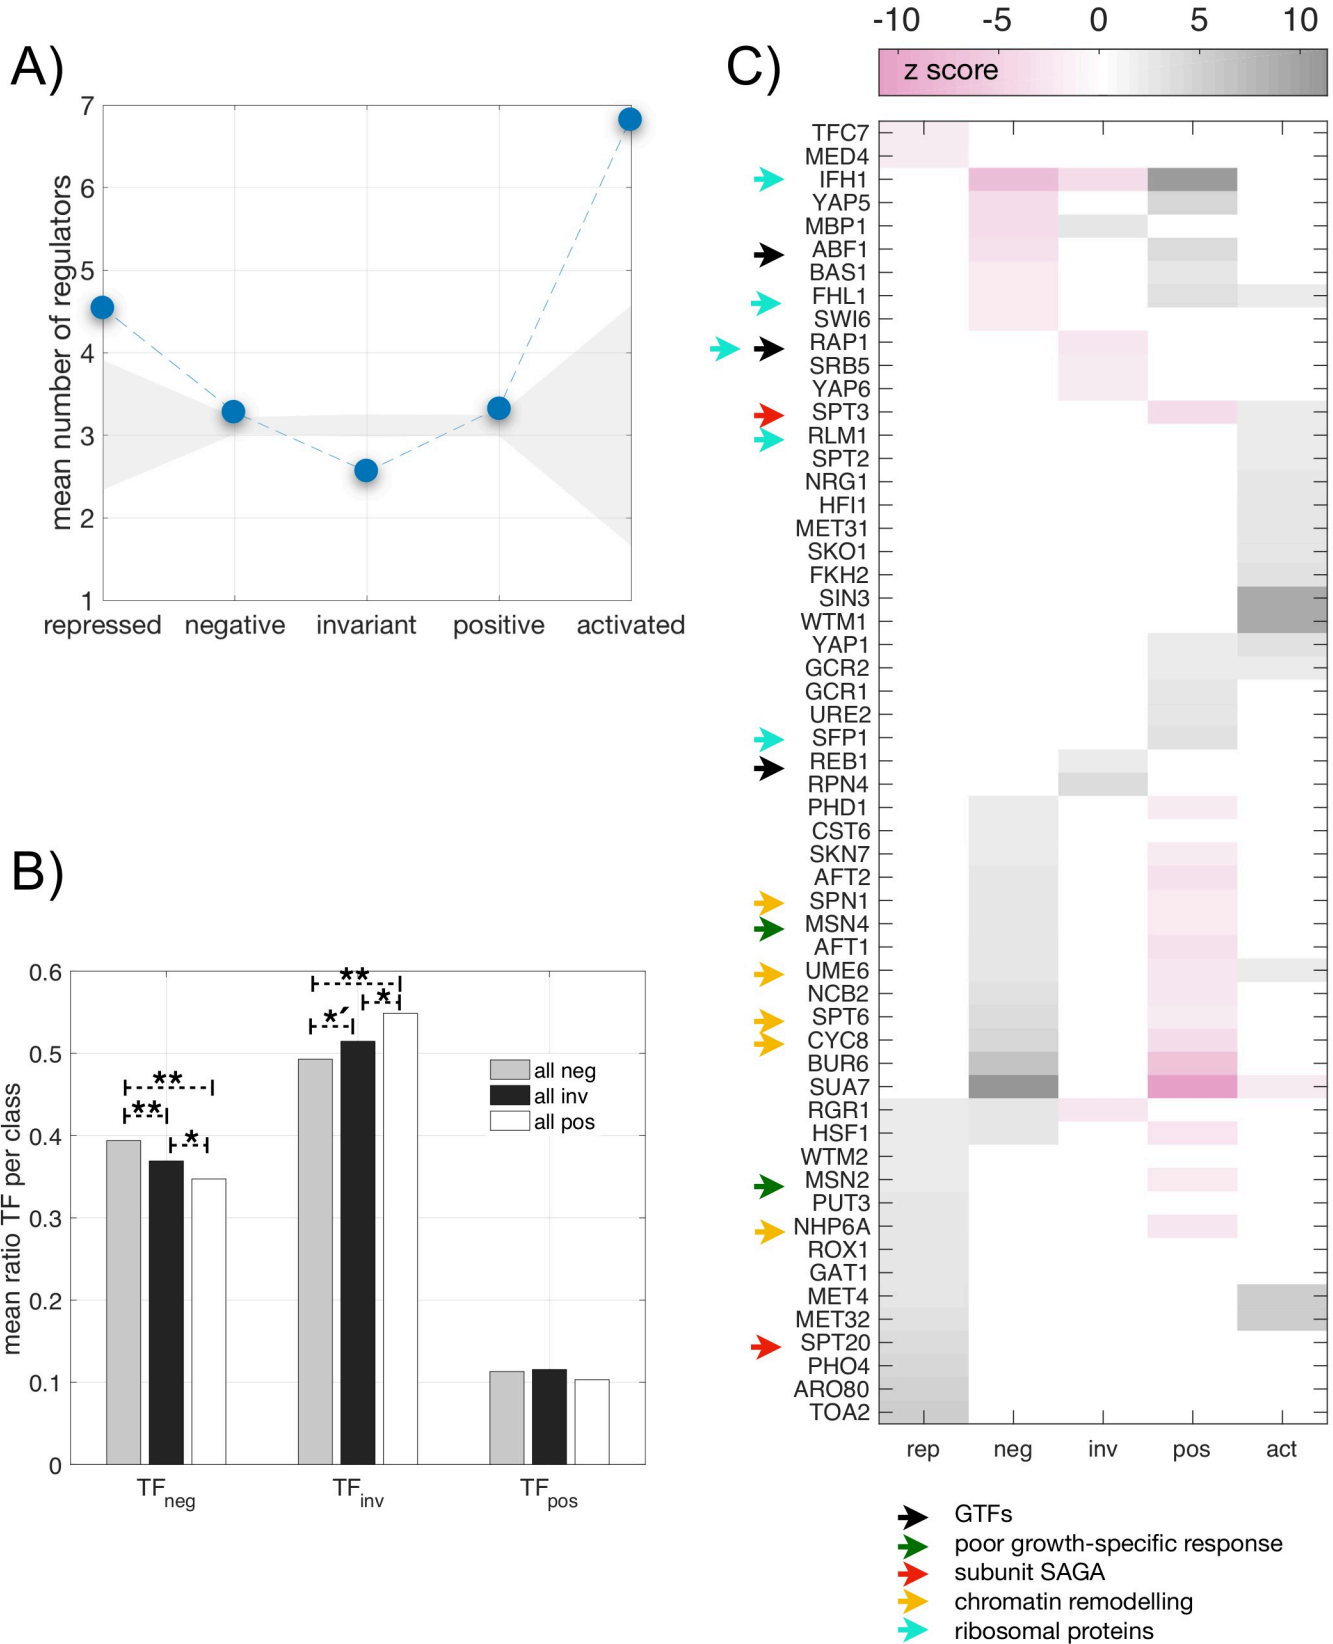 A)
7
6
5
4
3
2
1
mean number of regulators
repressed negative invariant positive activated
B)
0.6
0.5
0.4
0.3
0.2
0.1
0
mean ratio TF per class
** ** *
** *´ *
all neg
all inv
all pos
TFneg TFinv TFpos
C)
-10 -5 0 5 10
z score
TFC7
MED4
IFH1
YAP5
MBP1
ABF1
BAS1
FHL1
SWI6
RAP1
SRB5
YAP6
SPT3
RLM1
SPT2
NRG1
HFI1
MET31
SKO1
FKH2
SIN3
WTM1
YAP1
GCR2
GCR1
URE2
SFP1
REB1
RPN4
PHD1
CST6
SKN7
AFT2
SPN1
MSN4
AFT1
UME6
NCB2
SPT6
CYC8
BUR6
SUA7
RGR1
HSF1
WTM2
MSN2
PUT3
NHP6A
ROX1
GAT1
MET4
MET32
SPT20
PHO4
ARO80
TOA2
rep neg inv pos act
GTFs
poor growth-specific response
subunit SAGA
chromatin remodelling
ribosomal proteins